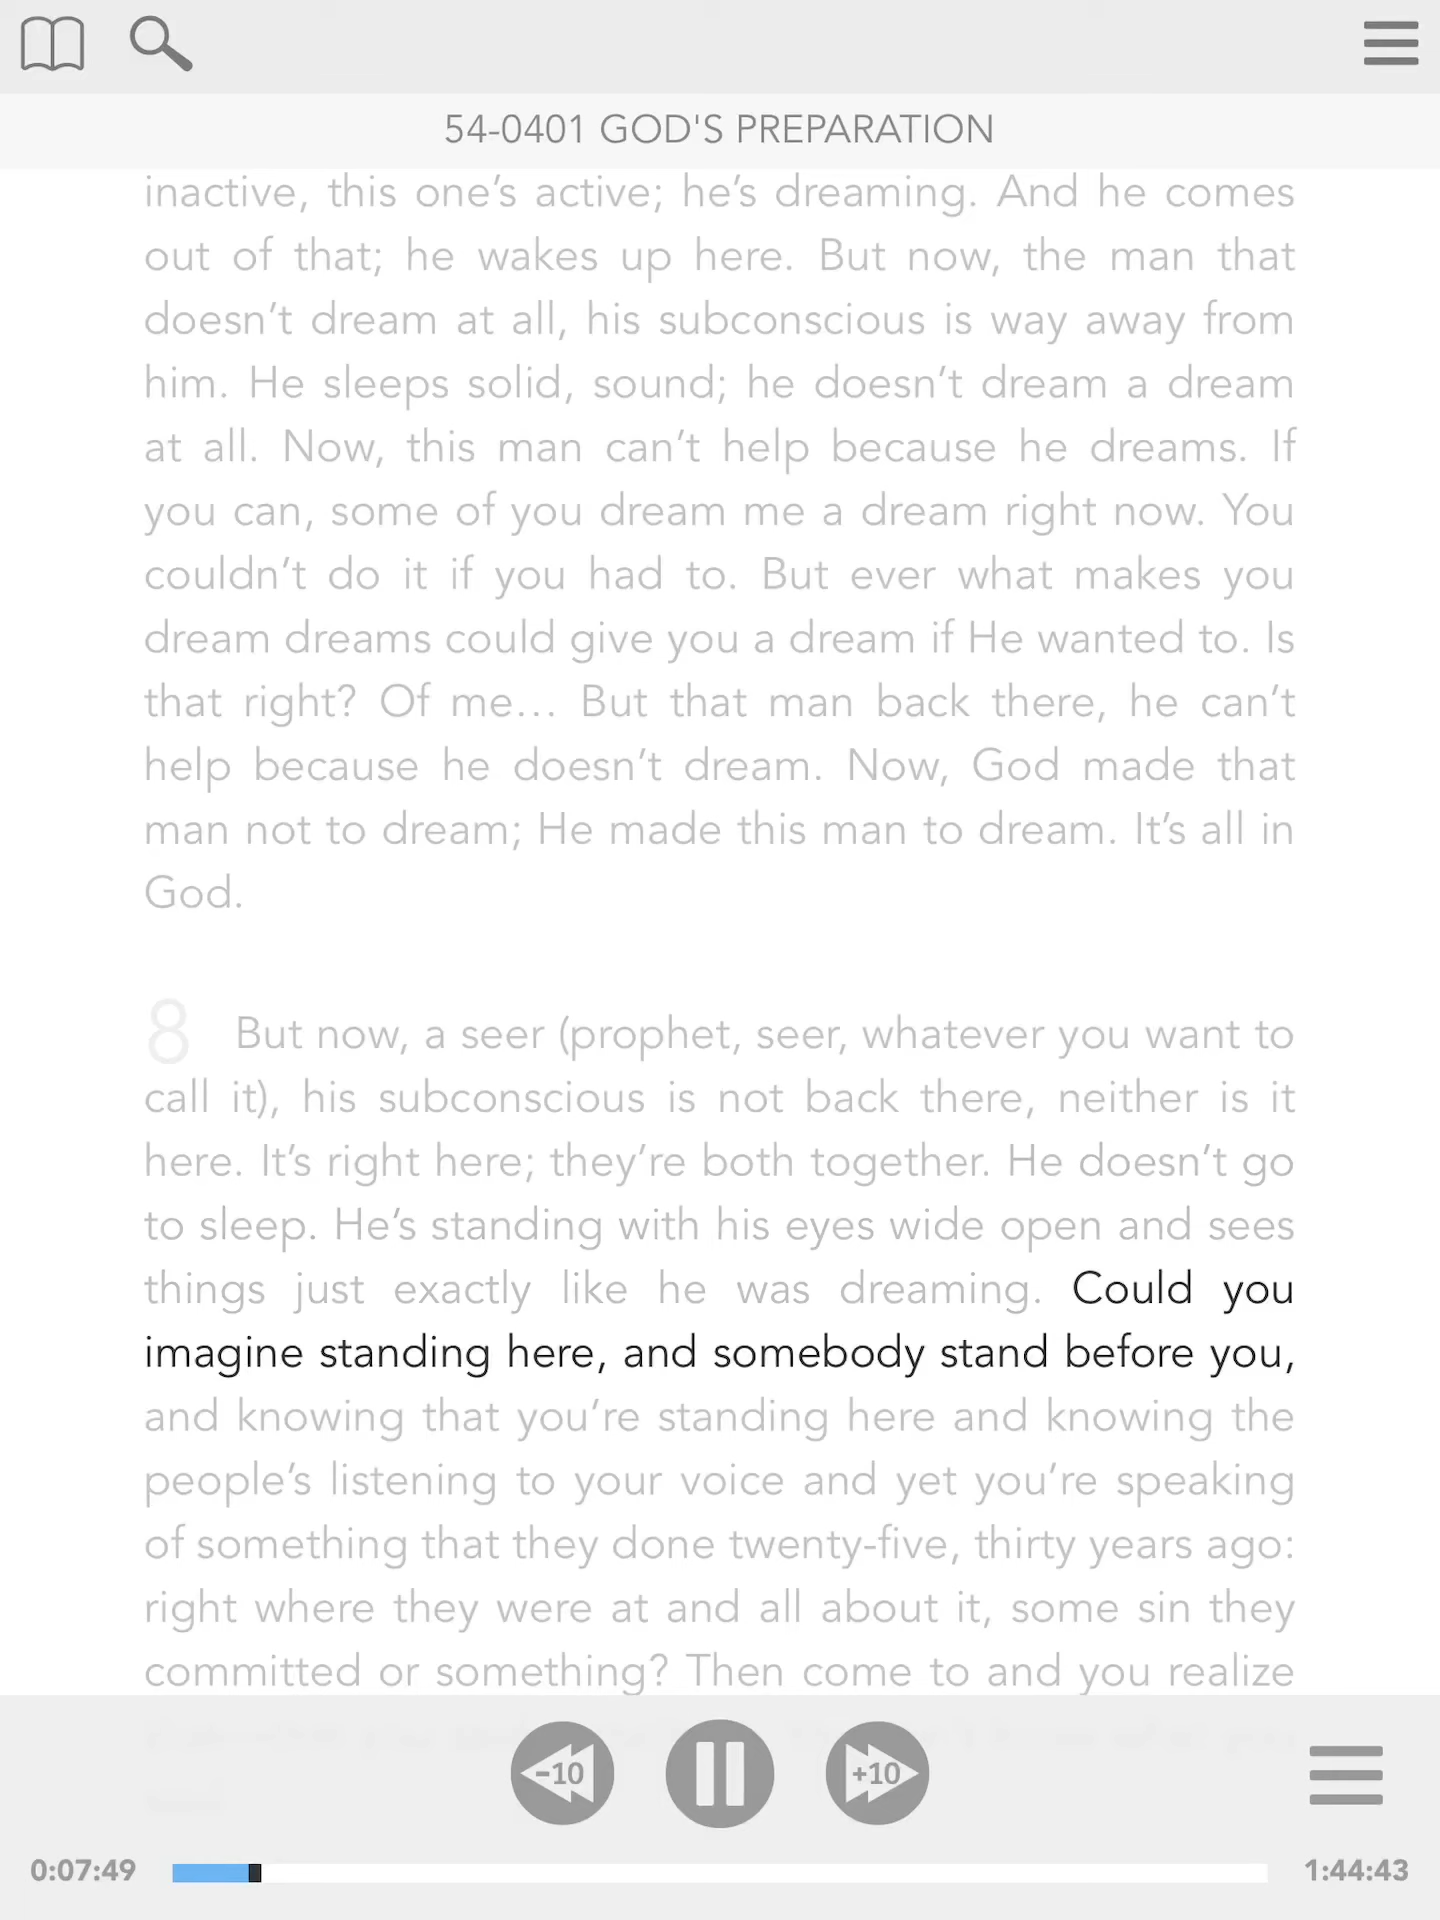 54-0401 GOD'S PREPARATION
inactive, this one’s active; he’s dreaming. And he comes
out of that; he wakes up here. But now, the man that
doesn’t dream at all, his subconscious is way away from
him. He sleeps solid, sound; he doesn’t dream a dream
at all. Now, this man can’t help because he dreams. If
you can, some of you dream me a dream right now. You
couldn’t do it if you had to. But ever what makes you
dream dreams could give you a dream if He wanted to. Is
that right? Of me… But that man back there, he can’t
help because he doesn’t dream. Now, God made that
man not to dream; He made this man to dream. It’s all in
God.
8 But now, a seer (prophet, seer, whatever you want to
call it), his subconscious is not back there, neither is it
here. It’s right here; they’re both together. He doesn’t go
to sleep. He’s standing with his eyes wide open and sees
things just exactly like he was dreaming. Could you
imagine standing here, and somebody stand before you,
and knowing that you’re standing here and knowing the
people’s listening to your voice and yet you’re speaking
of something that they done twenty-five, thirty years ago:
right where they were at and all about it, some sin they
committed or something? Then come to and you realize
-10
+10
0:07:49
1:44:43